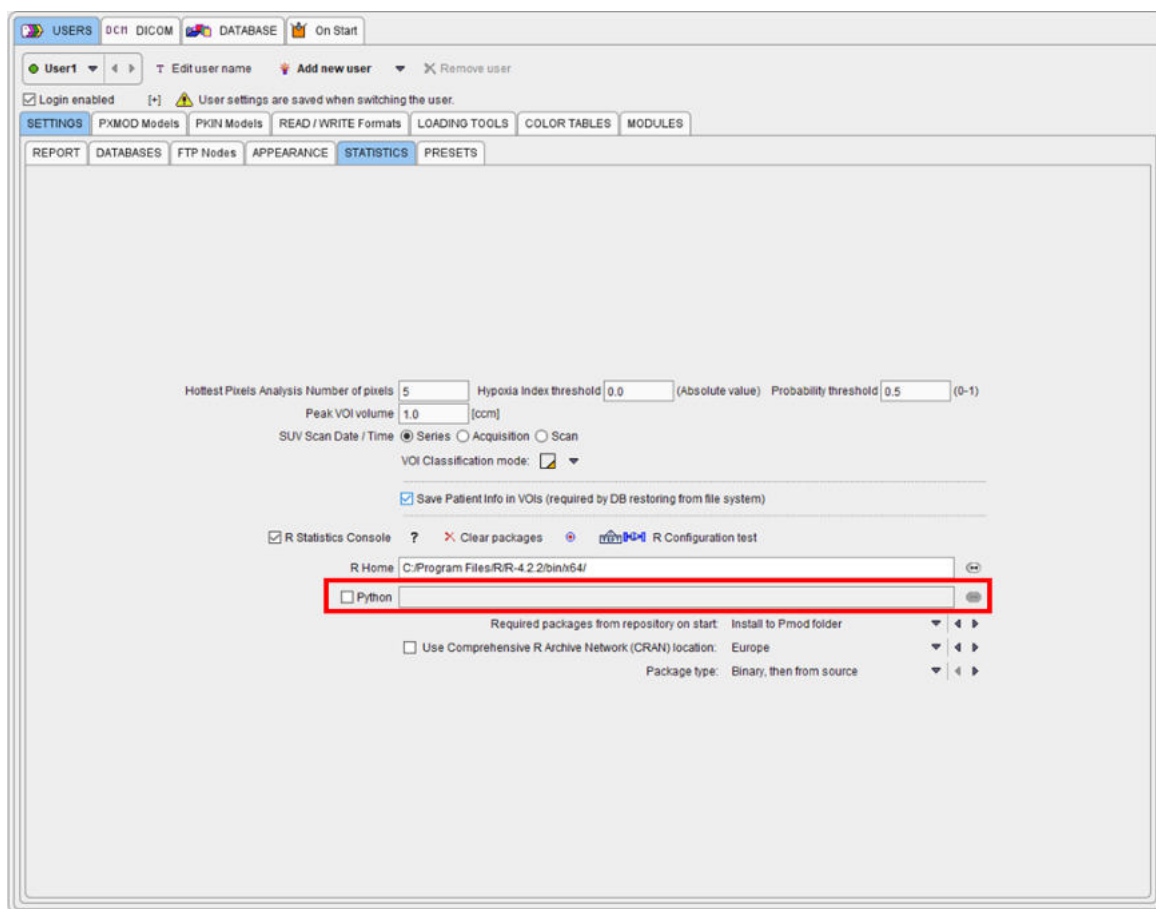 USERS DCM DICOM DATABASE On Start
User1 T Edit user name Add new user Remove user
Login enabled [+] User settings are saved when switching the user.
SETTINGS PXMOD Models PKIN Models READ / WRITE Formats LOADING TOOLS COLOR TABLES MODULES
REPORT DATABASES FTP Nodes APPEARANCE STATISTICS PRESETS
Hottest Pixels Analysis Number of pixels 5 Hypoxia Index threshold 0.0 (Absolute value) Probability threshold 0.5 (0-1)
Peak VOI volume 1.0 [ccm]
SUV Scan Date / Time Series Acquisition Scan
VOI Classification mode:
Save Patient Info in VOIs (required by DB restoring from file system)
R Statistics Console ? Clear packages R Configuration test
R Home C:/Program Files/R/R-4.2.2/bin/x64/
Python
Required packages from repository on start: Install to Pmod folder
Use Comprehensive R Archive Network (CRAN) location: Europe
Package type: Binary, then from source